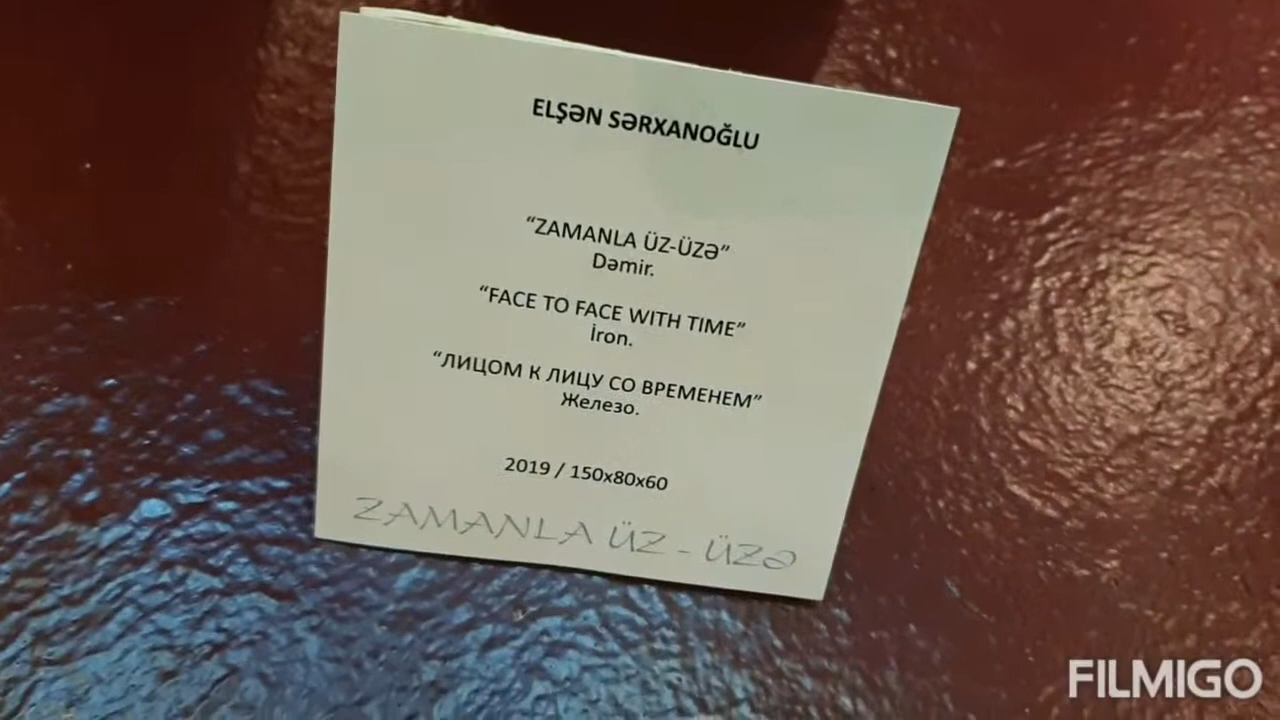 ELŞƏN SƏRXANOĞLU
“ZAMANLA ÜZ-ÜZƏ”
Dəmir.
“FACE TO FACE WITH TIME”
İron.
“ЛИЦОМ К ЛИЦУ СО ВРЕМЕНЕМ”
Железо.
2019 / 150x80x60
ZAMANLA ÜZ - ÜZƏ
FILMIGO